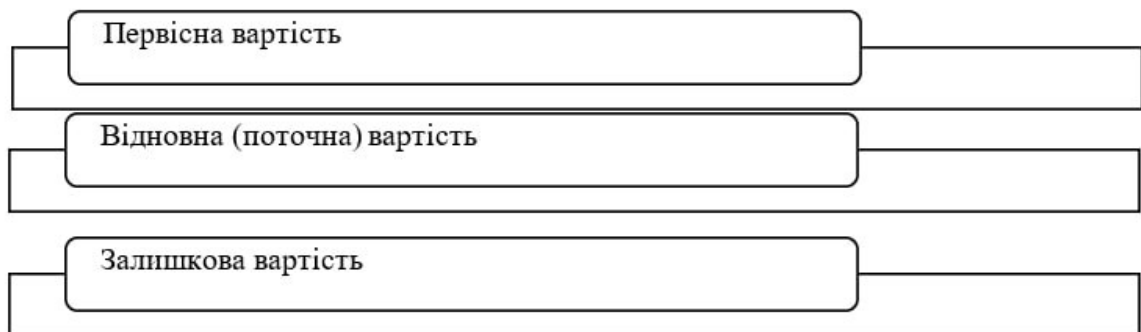 Первісна вартість
Відновна (поточна) вартість
Залишкова вартість